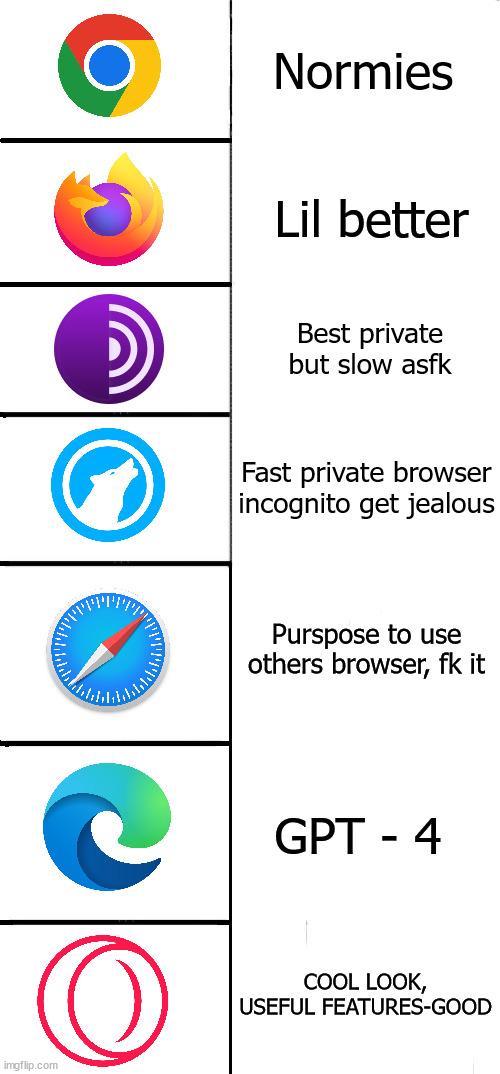 Normies
Lil better
Best private
but slow asfk
Fast private browser
incognito get jealous
Purspose to use
others browser, fk it
GPT - 4
COOL LOOK,
USEFUL FEATURES-GOOD
imgflip.com